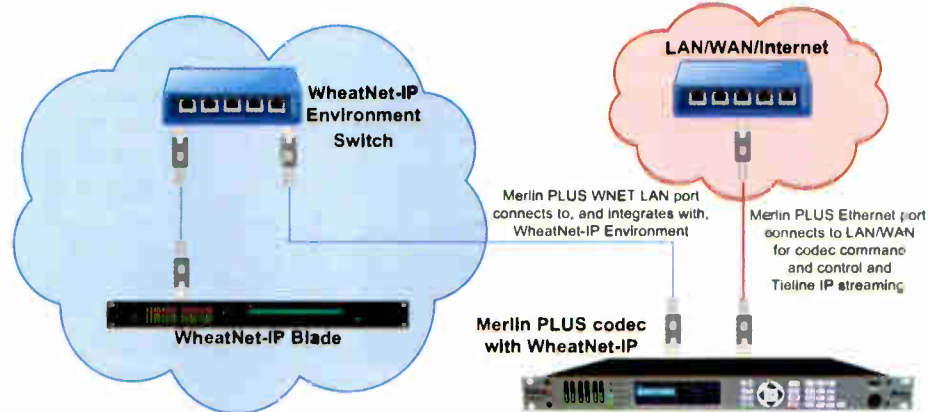 WheatNet-IP
Environment
Switch
LAN/WAN/Internet
Merlin PLUS WNET LAN port
connects to, and integrates with,
WheatNet-IP Environment
Merlin PLUS Ethernet port
connects to LAN/WAN
for codec command
and control and
Tieline IP streaming
WheatNet-IP Blade
Merlin PLUS codec
with WheatNet-IP